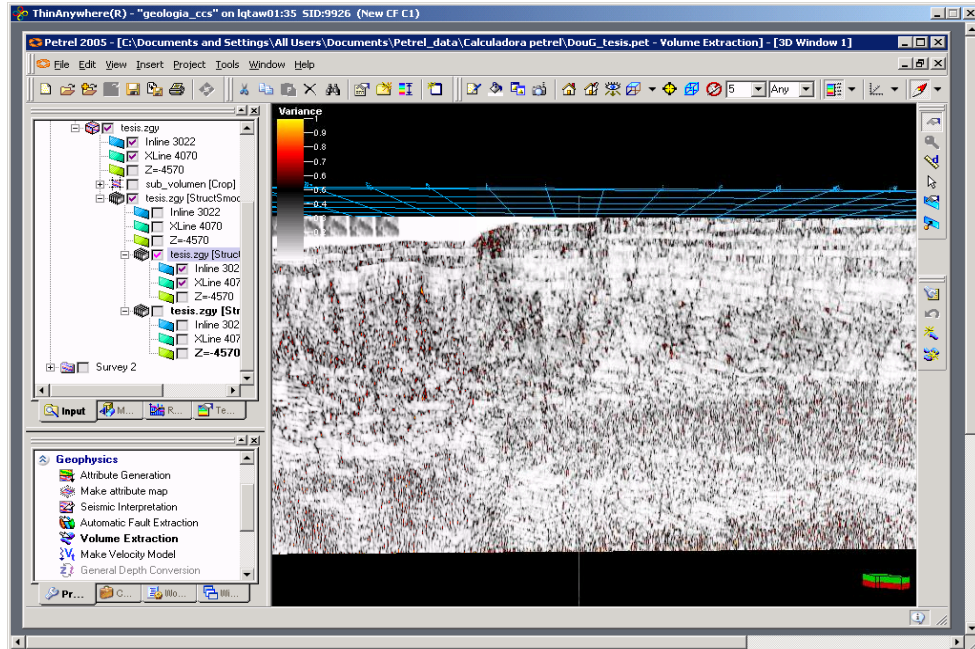 ThinAnywhere(R) - "geologia_ccs" on lqtaw01:35 SID:9926 (New CF C1)
Petrel 2005 - [C:\Documents and Settings\All Users\Documents\Petrel_data\Calculadora petrel\DouG_tesis.pet - Volume Extraction] - [3D Window 1]
File Edit View Insert Project Tools Window Help
5 Any
tesis.zgy
Inline 3022
XLine 4070
Z=-4570
sub_volumen [Crop]
tesis.zgy [StructSmoo
Inline 3022
XLine 4070
Z=-4570
tesis.zgy [Struct
Inline 302
XLine 407
Z=-4570
tesis.zgy [Str
Inline 302
XLine 407
Z=-4570
Survey 2
Input M... R... Te...
Geophysics
Attribute Generation
Make attribute map
Seismic Interpretation
Automatic Fault Extraction
Volume Extraction
Make Velocity Model
General Depth Conversion
Pr... C... Wo... Wi...
Variance
1
0.9
0.8
0.7
0.6
0.5
0.4